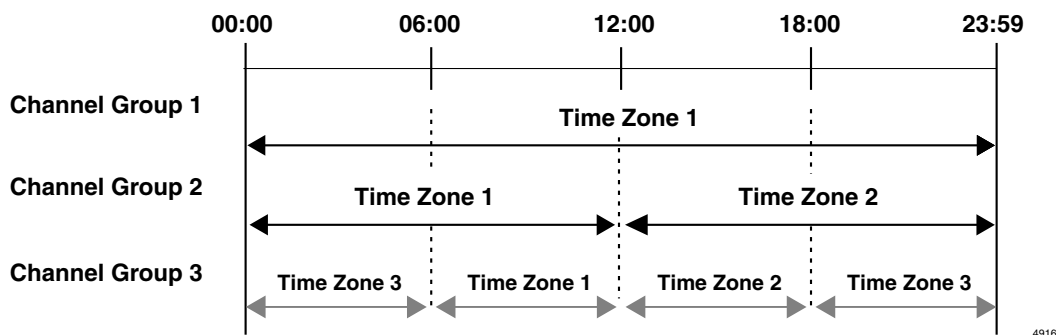 00:00 06:00 12:00 18:00 23:59
Channel Group 1
Time Zone 1
Channel Group 2
Time Zone 1 Time Zone 2
Channel Group 3
Time Zone 3 Time Zone 1 Time Zone 2 Time Zone 3
4916